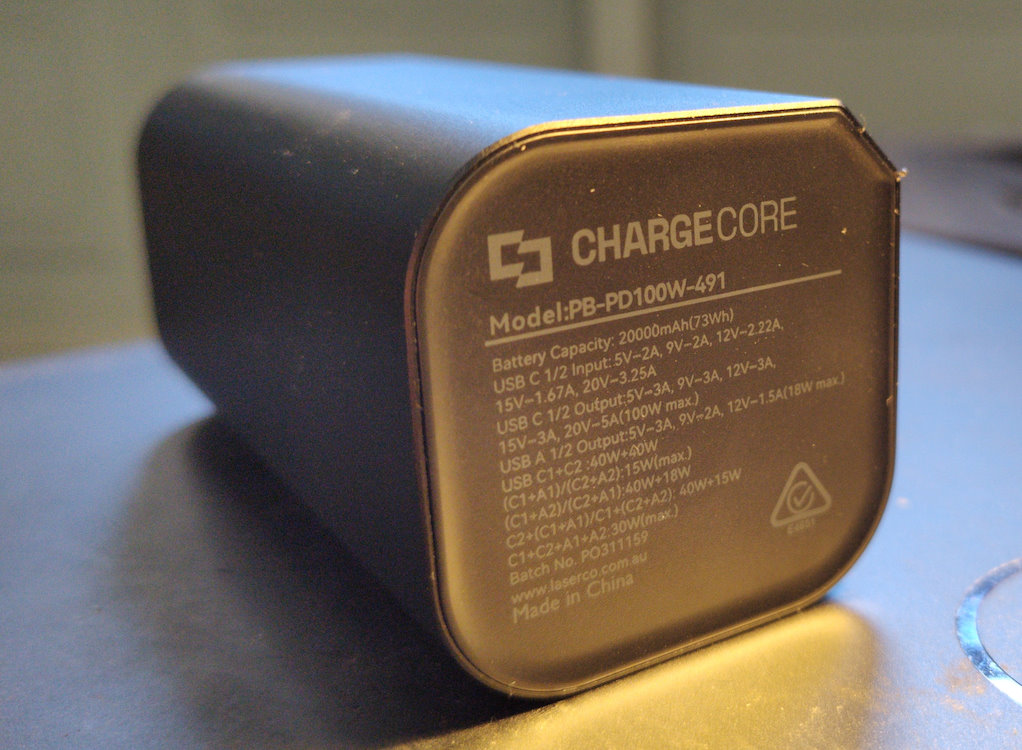 CHARGECORE
Model:PB-PD100W-491
Battery Capacity: 20000mAh(73Wh)
USB C 1/2 Input:5V⎓2A, 9V⎓2A, 12V⎓2.22A,
15V⎓1.67A, 20V⎓3.25A
USB C 1/2 Output:5V⎓3A, 9V⎓3A, 12V⎓3A,
15V⎓3A, 20V⎓5A(100W max.)
USB A 1/2 Output:5V⎓3A, 9V⎓2A, 12V⎓1.5A(18W max.)
USB C1+C2 :40W+40W
(C1+A1)/(C2+A2):15W(max.)
(C1+A2)/(C2+A1):40W+18W
C2+(C1+A1)/C1+(C2+A2): 40W+15W
C1+C2+A1+A2:30W(max.)
Batch No. PO311159
www.laserco.com.au
Made in China